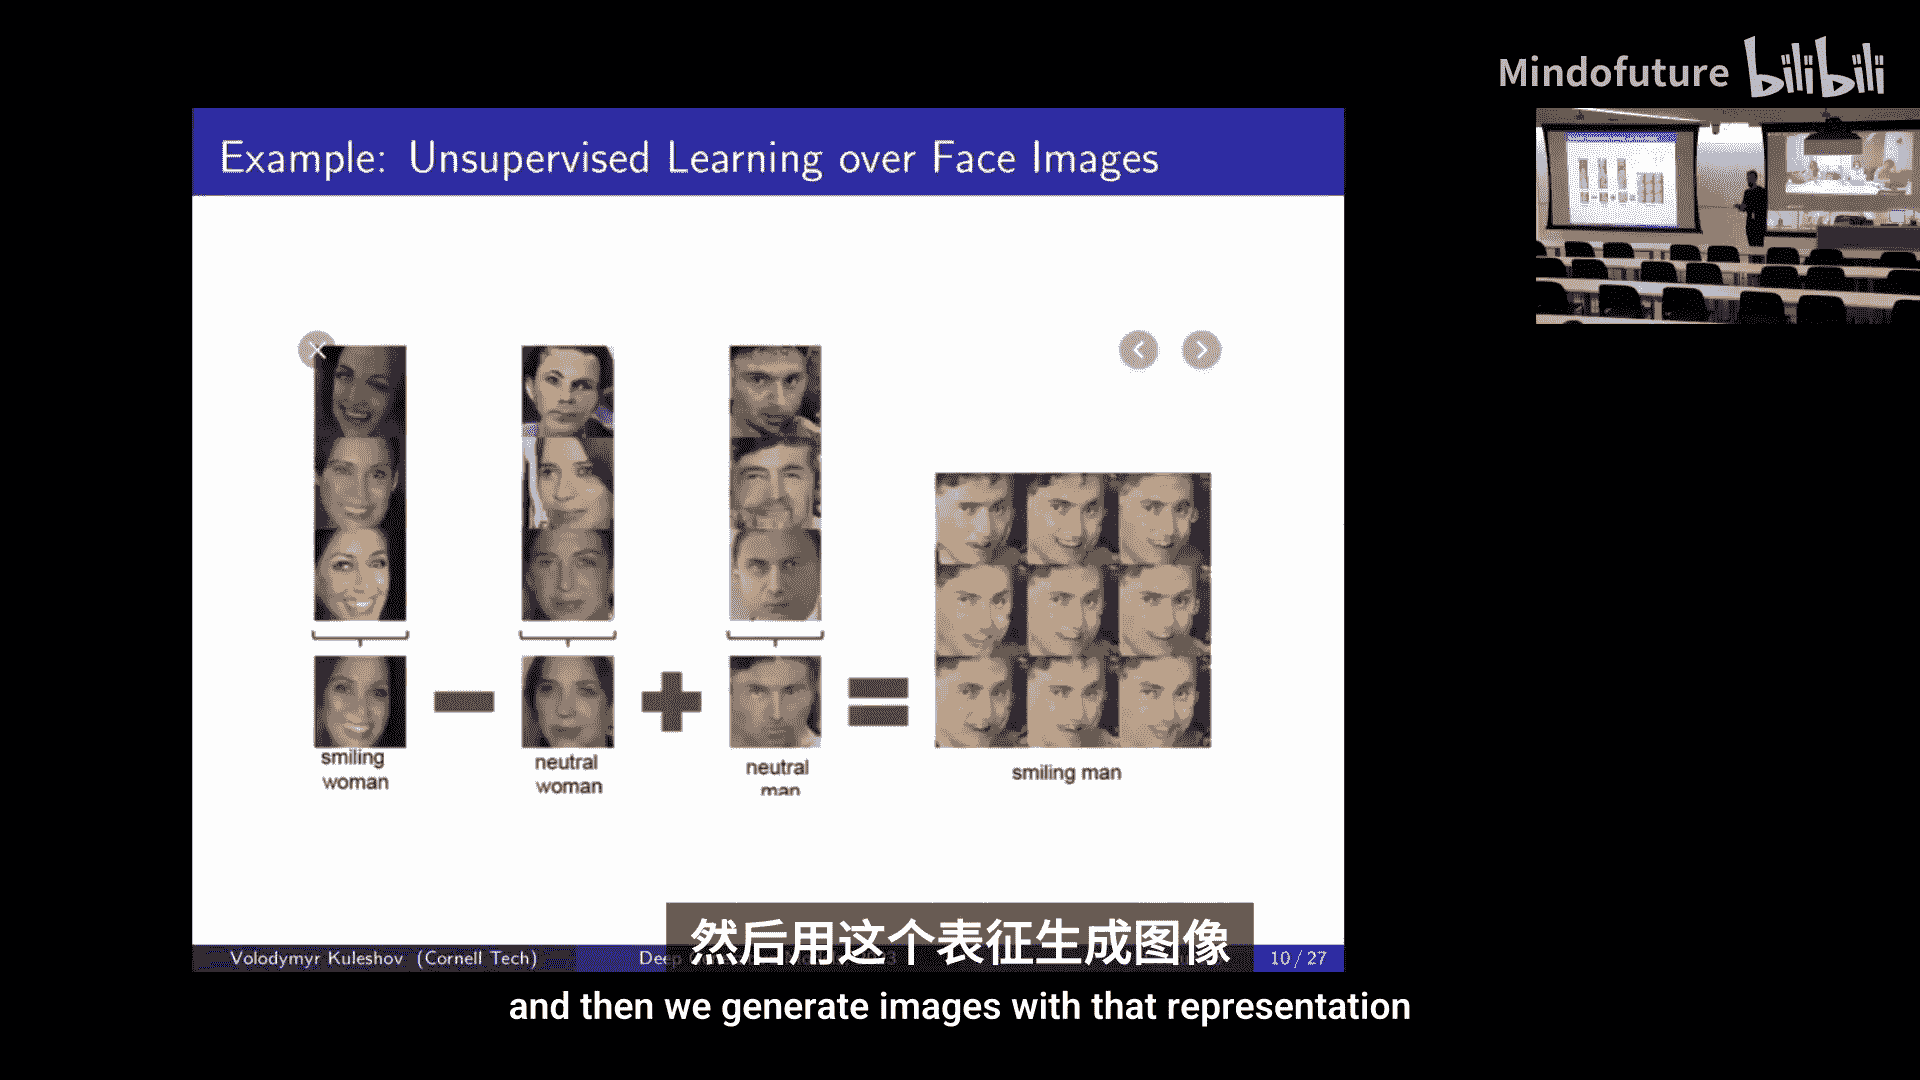 Mindofuture bilibili
Example: Unsupervised Learning over Face Images
smiling
woman
neutral
woman
neutral
man
smiling man
Volodymyr Kuleshov (Cornell Tech)
10 / 27
然后用这个表征生成图像
and then we generate images with that representation